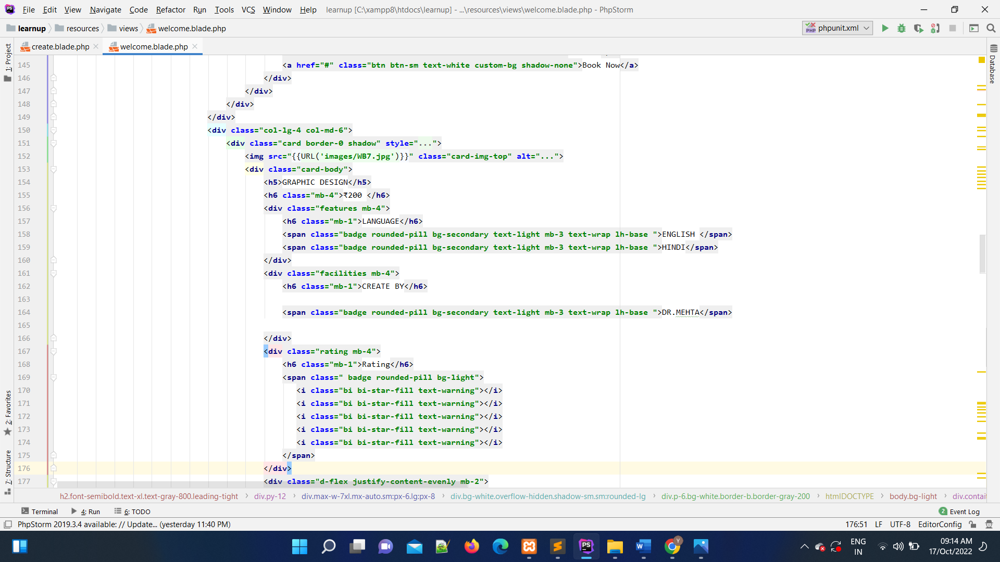 File Edit View Navigate Code Refactor Run Tools VCS Window Help learnup [C:\xampp8\htdocs\learnup] - ...\resources\views\welcome.blade.php - PhpStorm
learnup resources views welcome.blade.php phpunit.xml
create.blade.php welcome.blade.php
1: Project
2: Favorites
7: Structure
Database
145 <a href="#" class="btn btn-sm text-white custom-bg shadow-none">Book Now</a>
146 </div>
147 </div>
148 </div>
149 </div>
150 <div class="col-lg-4 col-md-6">
151 <div class="card border-0 shadow" style="...">
152 <img src="{{URL('images/WB7.jpg')}}" class="card-img-top" alt="...">
153 <div class="card-body">
154 <h5>GRAPHIC DESIGN</h5>
155 <h6 class="mb-4">₹200 </h6>
156 <div class="features mb-4">
157 <h6 class="mb-1">LANGUAGE</h6>
158 <span class="badge rounded-pill bg-secondary text-light mb-3 text-wrap lh-base ">ENGLISH </span>
159 <span class="badge rounded-pill bg-secondary text-light mb-3 text-wrap lh-base ">HINDI</span>
160 </div>
161 <div class="facilities mb-4">
162 <h6 class="mb-1">CREATE BY</h6>
163
164 <span class="badge rounded-pill bg-secondary text-light mb-3 text-wrap lh-base ">DR.MEHTA</span>
165
166 </div>
167 <div class="rating mb-4">
168 <h6 class="mb-1">Rating</h6>
169 <span class=" badge rounded-pill bg-light">
170 <i class="bi bi-star-fill text-warning"></i>
171 <i class="bi bi-star-fill text-warning"></i>
172 <i class="bi bi-star-fill text-warning"></i>
173 <i class="bi bi-star-fill text-warning"></i>
174 <i class="bi bi-star-fill text-warning"></i>
175 </span>
176 </div>
177 <div class="d-flex justify-content-evenly mb-2">
h2.font-semibold.text-xl.text-gray-800.leading-tight div.py-12 div.max-w-7xl.mx-auto.sm:px-6.lg:px-8 div.bg-white.overflow-hidden.shadow-sm.sm:rounded-lg div.p-6.bg-white.border-b.border-gray-200 htmlDOCTYPE body.bg-light div.contai
Terminal 4: Run 6: TODO 2 Event Log
PhpStorm 2019.3.4 available: // Update... (yesterday 11:40 PM) 176:51 LF UTF-8 EditorConfig
ENG 09:14 AM
IN 17/Oct/2022